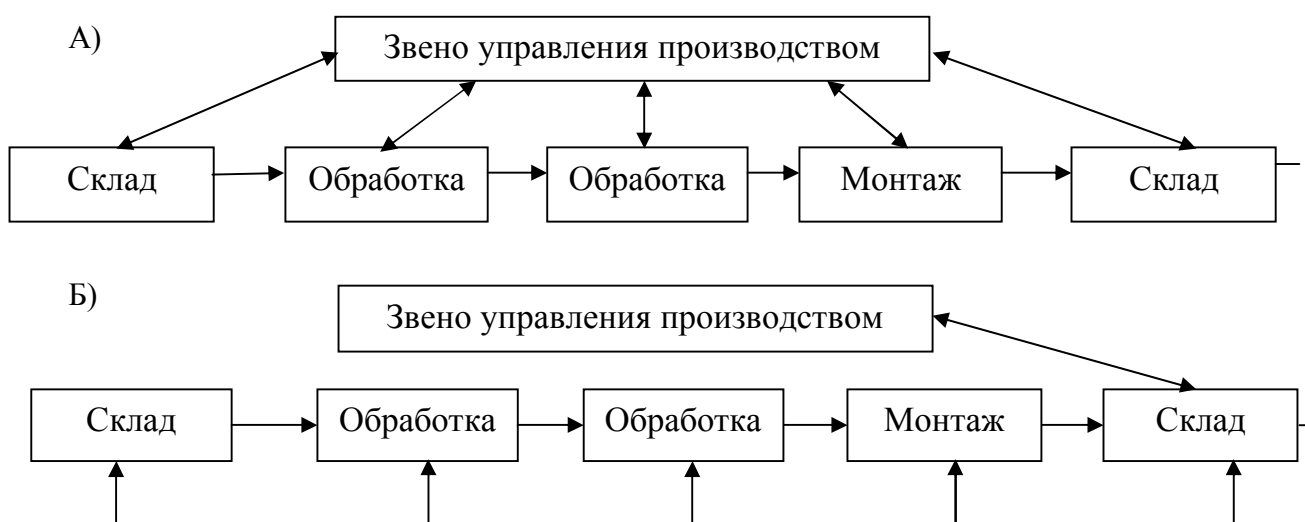 А)
Звено управления производством
Склад
Обработка
Обработка
Монтаж
Склад
Б)
Звено управления производством
Склад
Обработка
Обработка
Монтаж
Склад